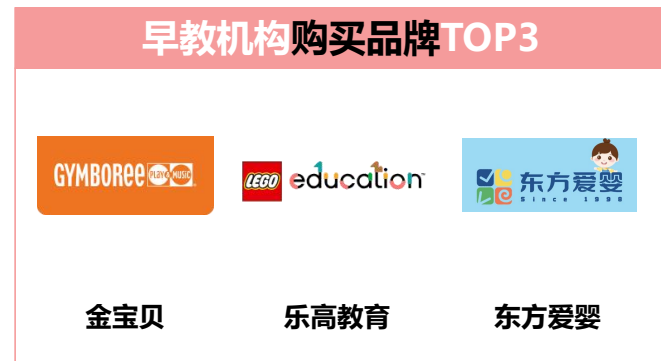 早教机构购买品牌TOP3
GYMBOREE PLAY & MUSIC
LEGO education
东方爱婴
Since 1998
金宝贝
乐高教育
东方爱婴